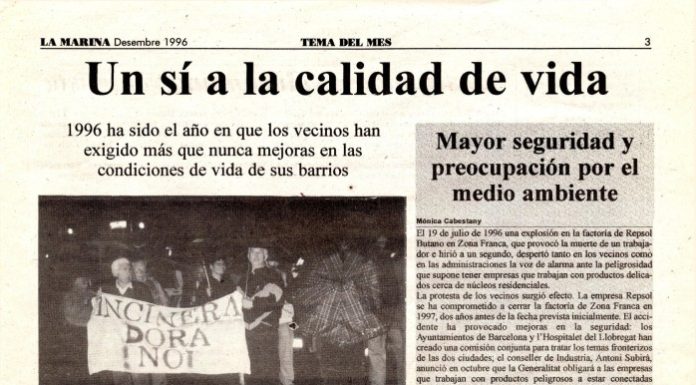 LA MARINA Desembre 1996
TEMA DEL MES
3
Un sí a la calidad de vida
1996 ha sido el año en que los vecinos han
exigido más que nunca mejoras en las
condiciones de vida de sus barrios
INCINERA
DORA
¡NO!
Mayor seguridad y
preocupación por el
medio ambiente
Mónica Cabestany
El 19 de julio de 1996 una explosión en la factoría de Repsol
Butano en Zona Franca, que provocó la muerte de un trabaja-
dor e hirió a un segundo, despertó tanto en los vecinos como
en las administraciones la voz de alarma ante la peligrosidad
que supone tener empresas que trabajan con productos delica-
dos cerca de núcleos residenciales.
La protesta de los vecinos surgió efecto. La empresa Repsol
se ha comprometido a cerrar la factoría de Zona Franca en
1997, dos años antes de la fecha prevista inicialmente. El acci-
dente ha provocado mejoras en la seguridad: los
Ayuntamientos de Barcelona y l'Hospitalet del Llobregat han
creado una comisión conjunta para tratar los temas fronterizos
de las dos ciudades; el conseller de Industria, Antoni Subirà,
anunció en octubre que la Generalitat obligará a las empresas
que trabajan con productos peligrosos a estar conectadas